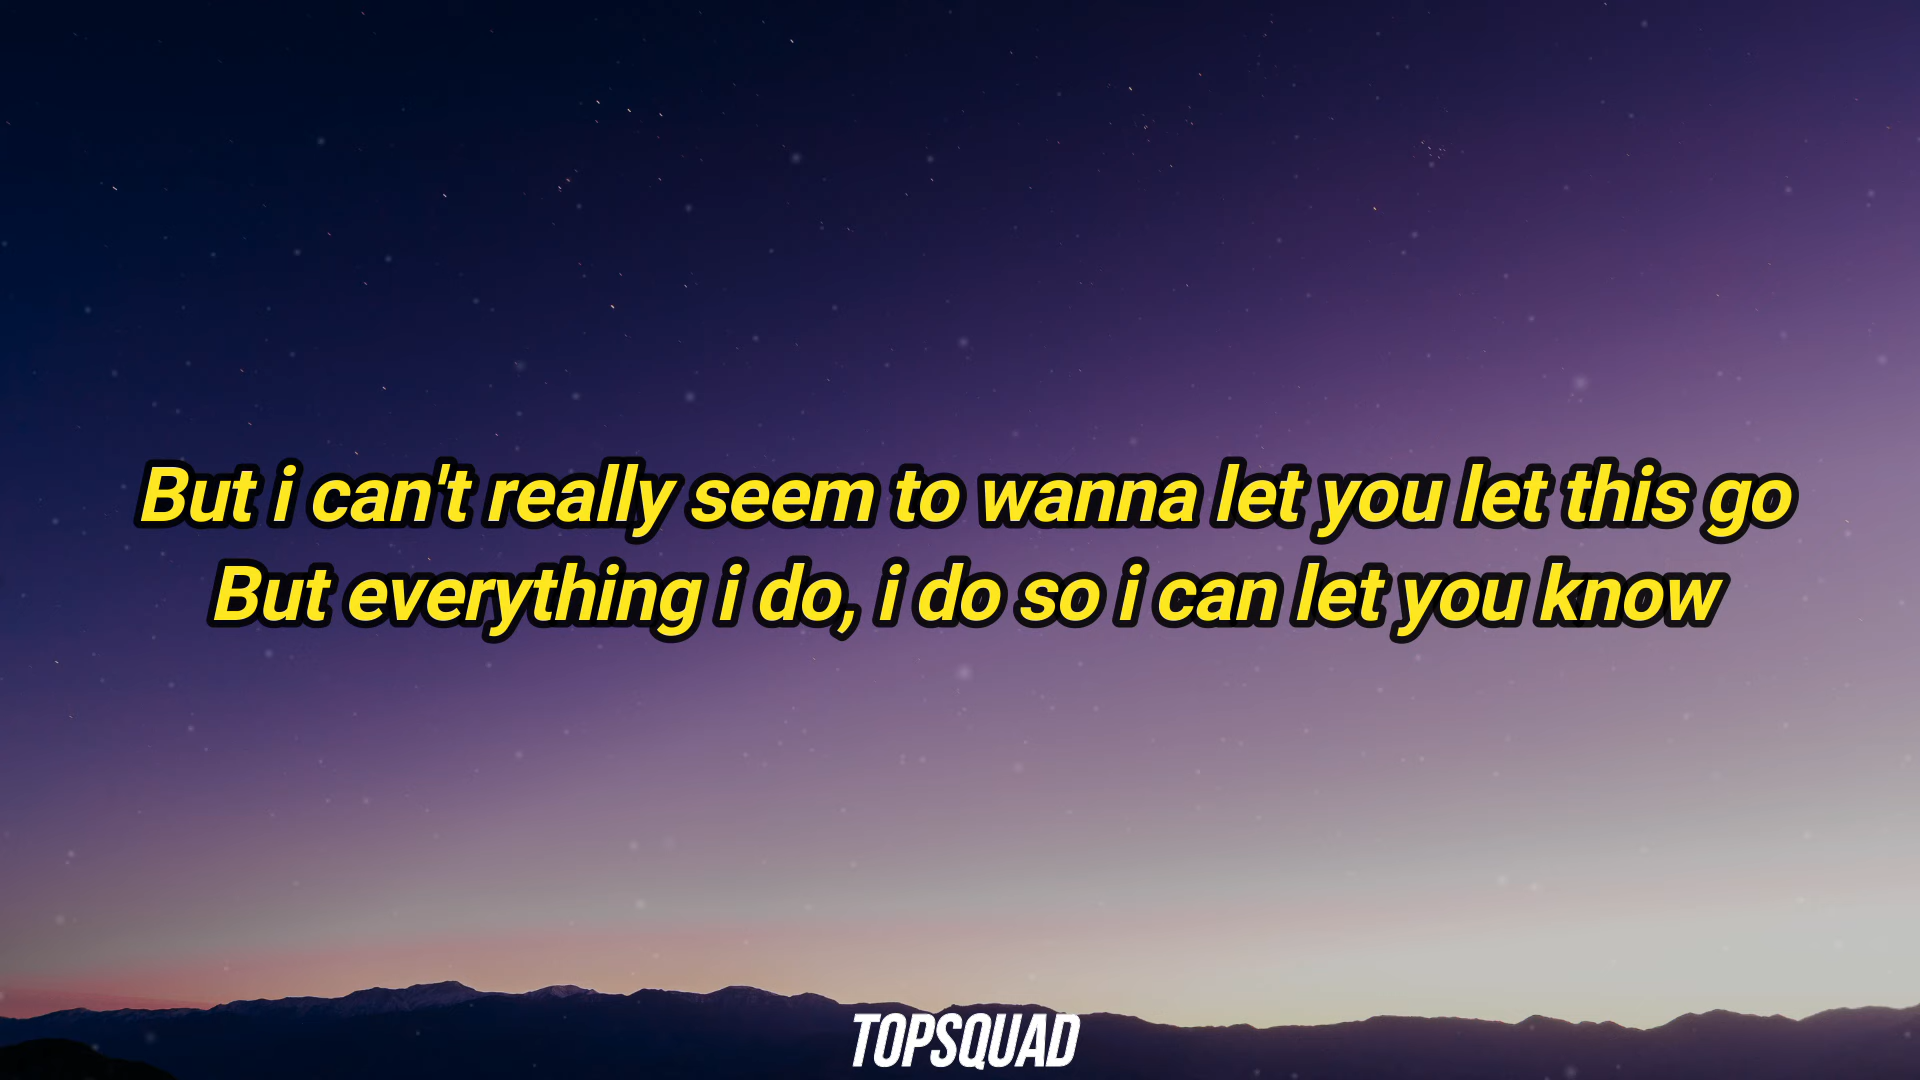 But i can't really seem to wanna let you let this go
But everything i do, i do so i can let you know
TOPSQUAD